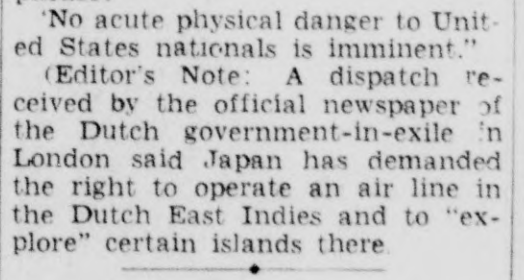 'No acute physical danger to Unit-
ed States nationals is imminent."
(Editor's Note: A dispatch re-
ceived by the official newspaper of
the Dutch government-in-exile in
London said Japan has demanded
the right to operate an air line in
the Dutch East Indies and to "ex-
plore" certain islands there.